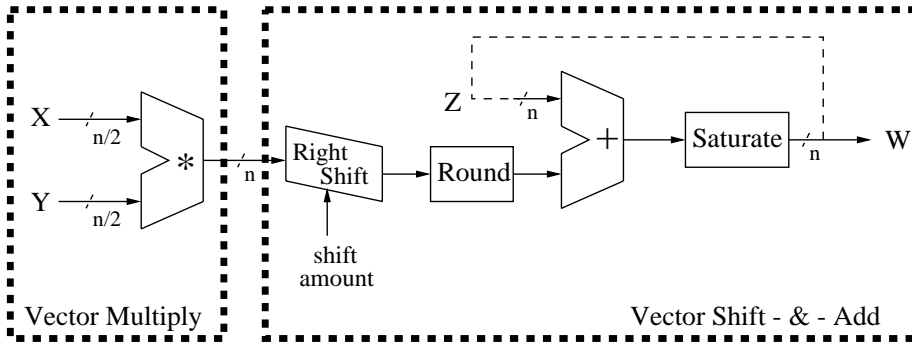 X
n/2
Y
n/2
*
n
Right
Shift
shift
amount
Round
Z
n
+
Saturate
n
W
Vector Multiply
Vector Shift - & - Add